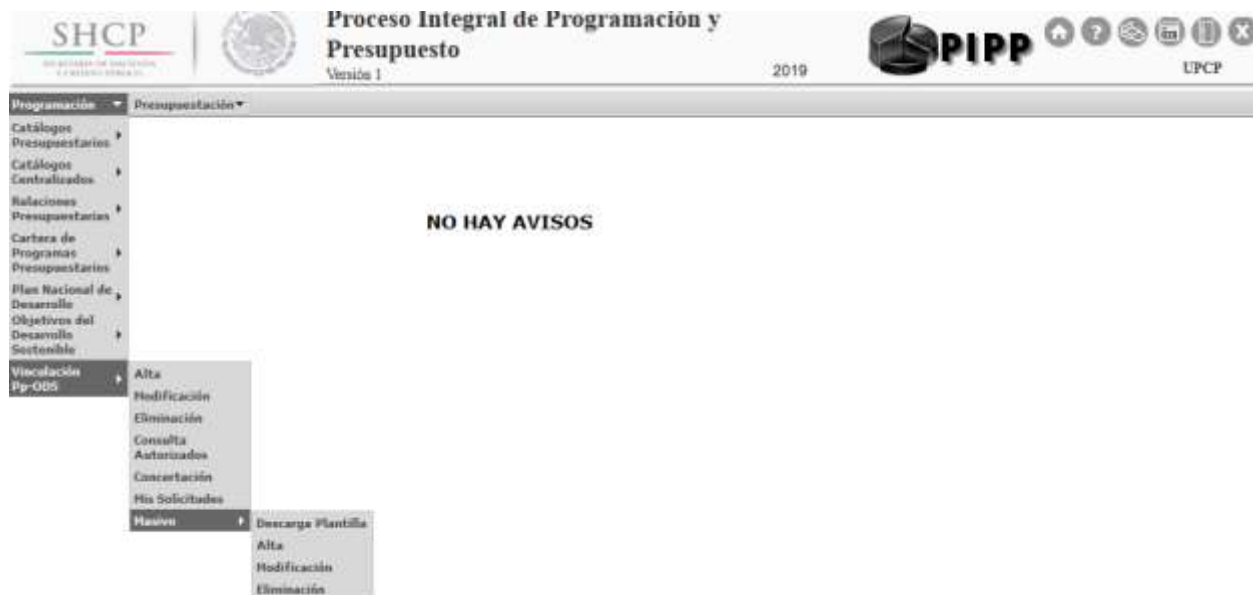 SHCP
Proceso Integral de Programación y
Presupuesto
Versión 1
2019
PIPP
UPCP
Programación
Presupuestación
Catálogos
Presupuestarios
Catálogos
Centralizados
Relaciones
Presupuestarias
Cartera de
Programas
Presupuestarios
Plan Nacional de
Desarrollo
Objetivos del
Desarrollo
Sostenible
Vinculación
Pp-ODS
NO HAY AVISOS
Alta
Modificación
Eliminación
Consulta
Autorizados
Concertación
Mis Solicitudes
Masivo
Descarga Plantilla
Alta
Modificación
Eliminación